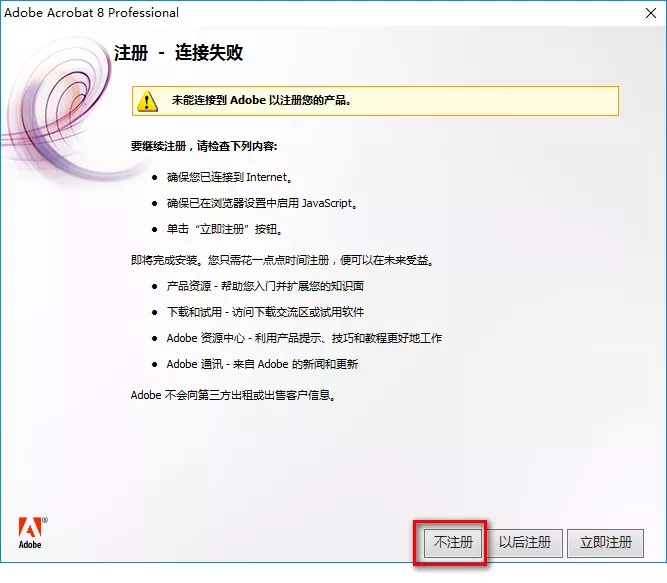 Adobe Acrobat 8 Professional
注册 - 连接失败
未能连接到 Adobe 以注册您的产品。
要继续注册，请检查下列内容:
• 确保您已连接到 Internet。
• 确保已在浏览器设置中启用 JavaScript。
• 单击“立即注册”按钮。
即将完成安装。您只需花一点点时间注册，便可以在未来受益。
• 产品资源 - 帮助您入门并扩展您的知识面
• 下载和试用 - 访问下载交流区或试用软件
• Adobe 资源中心 - 利用产品提示、技巧和教程更好地工作
• Adobe 通讯 - 来自 Adobe 的新闻和更新
Adobe 不会向第三方出租或出售客户信息。
Adobe
不注册 以后注册 立即注册